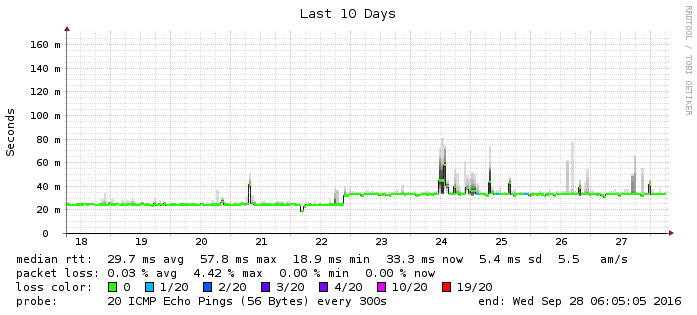 Last 10 Days
RRDTOOL / TOBI OETIKER
Seconds
160 m
140 m
120 m
100 m
80 m
60 m
40 m
20 m
0
18 19 20 21 22 23 24 25 26 27
median rtt: 29.7 ms avg 57.8 ms max 18.9 ms min 33.3 ms now 5.4 ms sd 5.5 am/s
packet loss: 0.03 % avg 4.42 % max 0.00 % min 0.00 % now
loss color: 0 1/20 2/20 3/20 4/20 10/20 19/20
probe: 20 ICMP Echo Pings (56 Bytes) every 300s end: Wed Sep 28 06:05:05 2016